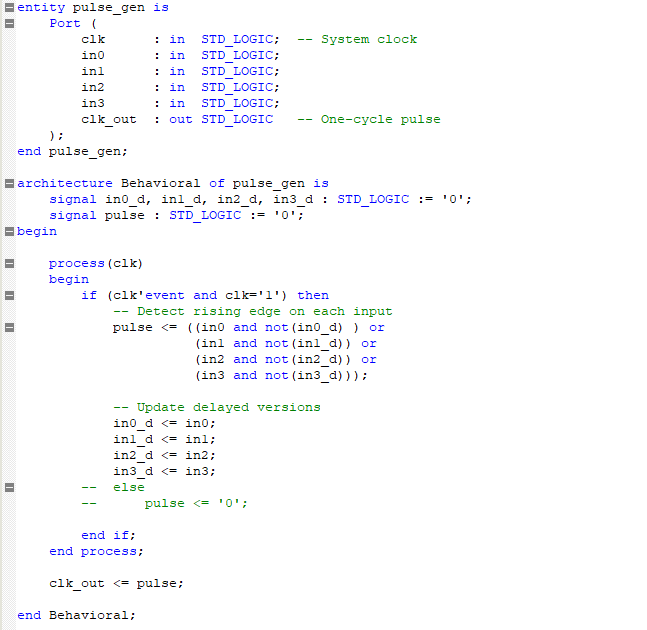 entity pulse_gen is
    Port (
        clk      : in  STD_LOGIC;  -- System clock
        in0      : in  STD_LOGIC;
        in1      : in  STD_LOGIC;
        in2      : in  STD_LOGIC;
        in3      : in  STD_LOGIC;
        clk_out  : out STD_LOGIC   -- One-cycle pulse
    );
end pulse_gen;

architecture Behavioral of pulse_gen is
    signal in0_d, in1_d, in2_d, in3_d : STD_LOGIC := '0';
    signal pulse : STD_LOGIC := '0';
begin

    process(clk)
    begin
        if (clk'event and clk='1') then
            -- Detect rising edge on each input
            pulse <= ((in0 and not(in0_d) ) or
                      (in1 and not(in1_d)) or
                      (in2 and not(in2_d)) or
                      (in3 and not(in3_d)));

            -- Update delayed versions
            in0_d <= in0;
            in1_d <= in1;
            in2_d <= in2;
            in3_d <= in3;
        --  else
        --      pulse <= '0';

        end if;
    end process;

    clk_out <= pulse;

end Behavioral;